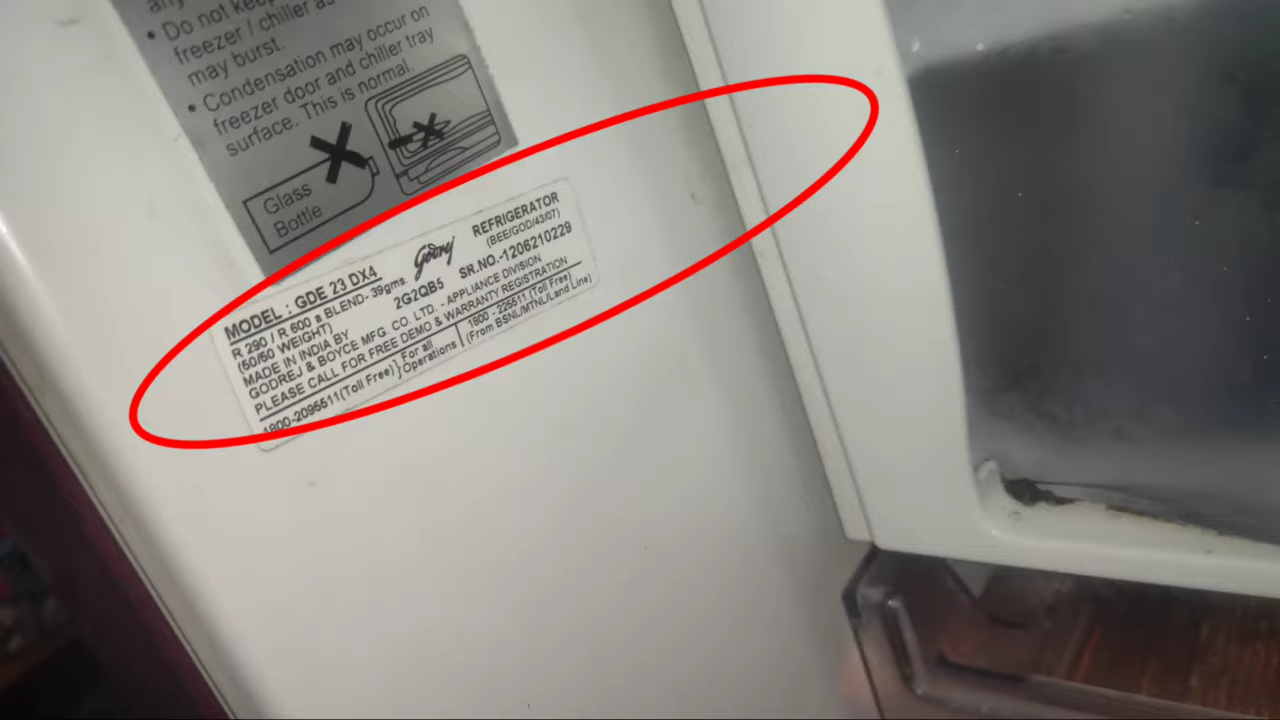 • Do not keep
freezer / chiller as
may burst.
• Condensation may occur on
freezer door and chiller tray
surface. This is normal.
Glass
Bottle
MODEL : GDE 23 DX4 Godrej REFRIGERATOR
R 290 / R 600 a BLEND- 39gms. (BEE/GOD/43/07)
(50/50 WEIGHT) 2G2QB5 SR.NO.-1206210229
MADE IN INDIA BY
GODREJ & BOYCE MFG. CO. LTD. - APPLIANCE DIVISION
PLEASE CALL FOR FREE DEMO & WARRANTY REGISTRATION
1800-2095511(Toll Free) } For all Operations | 1800 - 225511 (Toll Free)
(From BSNL/MTNL/Land Line)